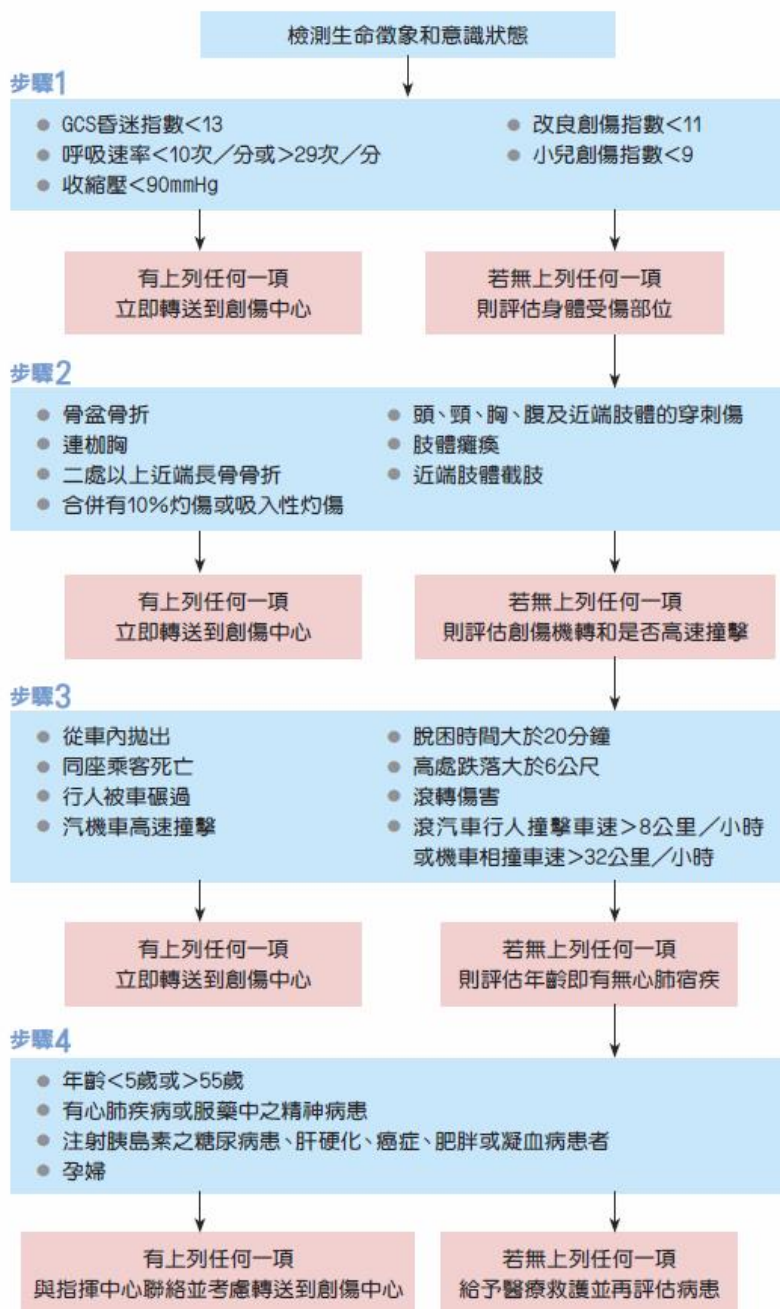 檢測生命徵象和意識狀態
步驟1
GCS昏迷指數<13
呼吸速率<10次／分或>29次／分
收縮壓<90mmHg
改良創傷指數<11
小兒創傷指數<9
有上列任何一項
立即轉送到創傷中心
若無上列任何一項
則評估身體受傷部位
步驟2
骨盆骨折
連枷胸
二處以上近端長骨骨折
合併有10%灼傷或吸入性灼傷
頭、頸、胸、腹及近端肢體的穿刺傷
肢體癱瘓
近端肢體截肢
有上列任何一項
立即轉送到創傷中心
若無上列任何一項
則評估創傷機轉和是否高速撞擊
步驟3
從車內拋出
同座乘客死亡
行人被車碾過
汽機車高速撞擊
脫困時間大於20分鐘
高處跌落大於6公尺
滾轉傷害
滾汽車行人撞擊車速>8公里／小時
或機車相撞車速>32公里／小時
有上列任何一項
立即轉送到創傷中心
若無上列任何一項
則評估年齡即有無心肺宿疾
步驟4
年齡<5歲或>55歲
有心肺疾病或服藥中之精神病患
注射胰島素之糖尿病患、肝硬化、癌症、肥胖或凝血病患者
孕婦
有上列任何一項
與指揮中心聯絡並考慮轉送到創傷中心
若無上列任何一項
給予醫療救護並再評估病患